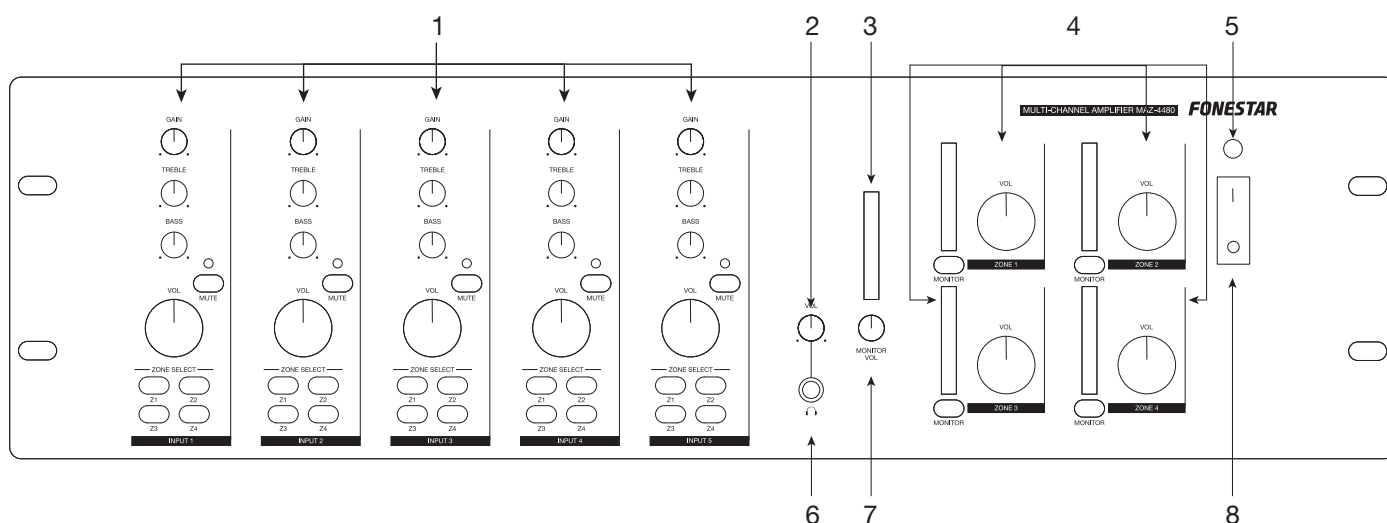 1 2 3 4 5
MULTI-CHANNEL AMPLIFIER MAZ-4480 FONESTAR
GAIN GAIN GAIN GAIN GAIN
TREBLE TREBLE TREBLE TREBLE TREBLE
VOL VOL
BASS BASS BASS BASS BASS
ZONE 1 ZONE 2
MONITOR MONITOR
VOL MUTE VOL MUTE VOL MUTE VOL MUTE VOL MUTE
VOL
VOL VOL
MONITOR
VOL
ZONE SELECT ZONE SELECT ZONE SELECT ZONE SELECT ZONE SELECT
Z1 Z2 Z1 Z2 Z1 Z2 Z1 Z2 Z1 Z2
ZONE 3 ZONE 4
MONITOR MONITOR
Z3 Z4 Z3 Z4 Z3 Z4 Z3 Z4 Z3 Z4
INPUT 1 INPUT 2 INPUT 3 INPUT 4 INPUT 5
6 7 8